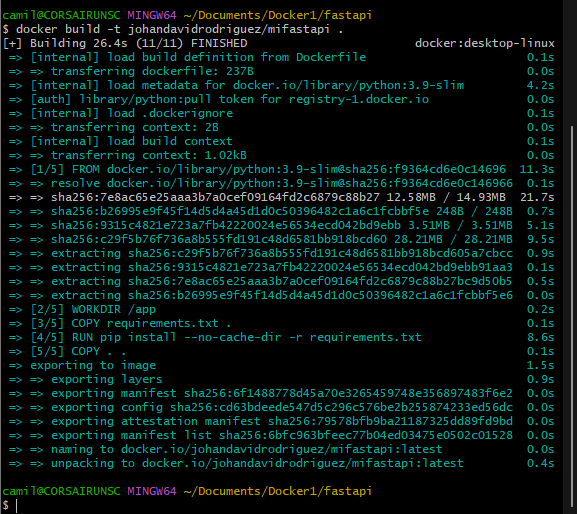 camil@CORSAIRUNSC MINGW64 ~/Documents/Docker1/fastapi
$ docker build -t johandavidrodriguez/mifastapi .
[+] Building 26.4s (11/11) FINISHED docker:desktop-linux
=> [internal] load build definition from Dockerfile 0.1s
=> => transferring dockerfile: 237B 0.0s
=> [internal] load metadata for docker.io/library/python:3.9-slim 4.2s
=> [auth] library/python:pull token for registry-1.docker.io 0.0s
=> [internal] load .dockerignore 0.1s
=> => transferring context: 2B 0.0s
=> [internal] load build context 0.1s
=> => transferring context: 1.02kB 0.0s
=> [1/5] FROM docker.io/library/python:3.9-slim@sha256:f9364cd6e0c14696 11.3s
=> => resolve docker.io/library/python:3.9-slim@sha256:f9364cd6e0c146966 0.1s
=> => sha256:7e8ac65e25aaa3b7a0cef09164fd2c6879c88b27 12.58MB / 14.93MB 21.7s
=> => sha256:b26995e9f45f14d5d4a45d1d0c50396482c1a6c1fcbbf5e 248B / 248B 0.7s
=> => sha256:9315c4821e723a7fb42220024e56534ecd042bd9ebb 3.51MB / 3.51MB 5.1s
=> => sha256:c29f5b76f736a8b555fd191c48d6581bb918bcd60 28.21MB / 28.21MB 9.5s
=> => extracting sha256:c29f5b76f736a8b555fd191c48d6581bb918bcd605a7cbcc 0.9s
=> => extracting sha256:9315c4821e723a7fb42220024e56534ecd042bd9ebb91aa3 0.1s
=> => extracting sha256:7e8ac65e25aaa3b7a0cef09164fd2c6879c88b27bc9d50b5 0.5s
=> => extracting sha256:b26995e9f45f14d5d4a45d1d0c50396482c1a6c1fcbbf5e6 0.0s
=> [2/5] WORKDIR /app 0.2s
=> [3/5] COPY requirements.txt . 0.1s
=> [4/5] RUN pip install --no-cache-dir -r requirements.txt 8.6s
=> [5/5] COPY . . 0.1s
=> exporting to image 1.5s
=> => exporting layers 0.9s
=> => exporting manifest sha256:6f1488778d45a70e3265459748e356897483f6e2 0.0s
=> => exporting config sha256:cd63bdeede547d5c296c576be2b255874233ed56dc 0.0s
=> => exporting attestation manifest sha256:79578bfb9ba21187325dd89fd9bd 0.0s
=> => exporting manifest list sha256:6bfc963bfeec77b04ed03475e0502c01528 0.0s
=> => naming to docker.io/johandavidrodriguez/mifastapi:latest 0.0s
=> => unpacking to docker.io/johandavidrodriguez/mifastapi:latest 0.4s
camil@CORSAIRUNSC MINGW64 ~/Documents/Docker1/fastapi
$